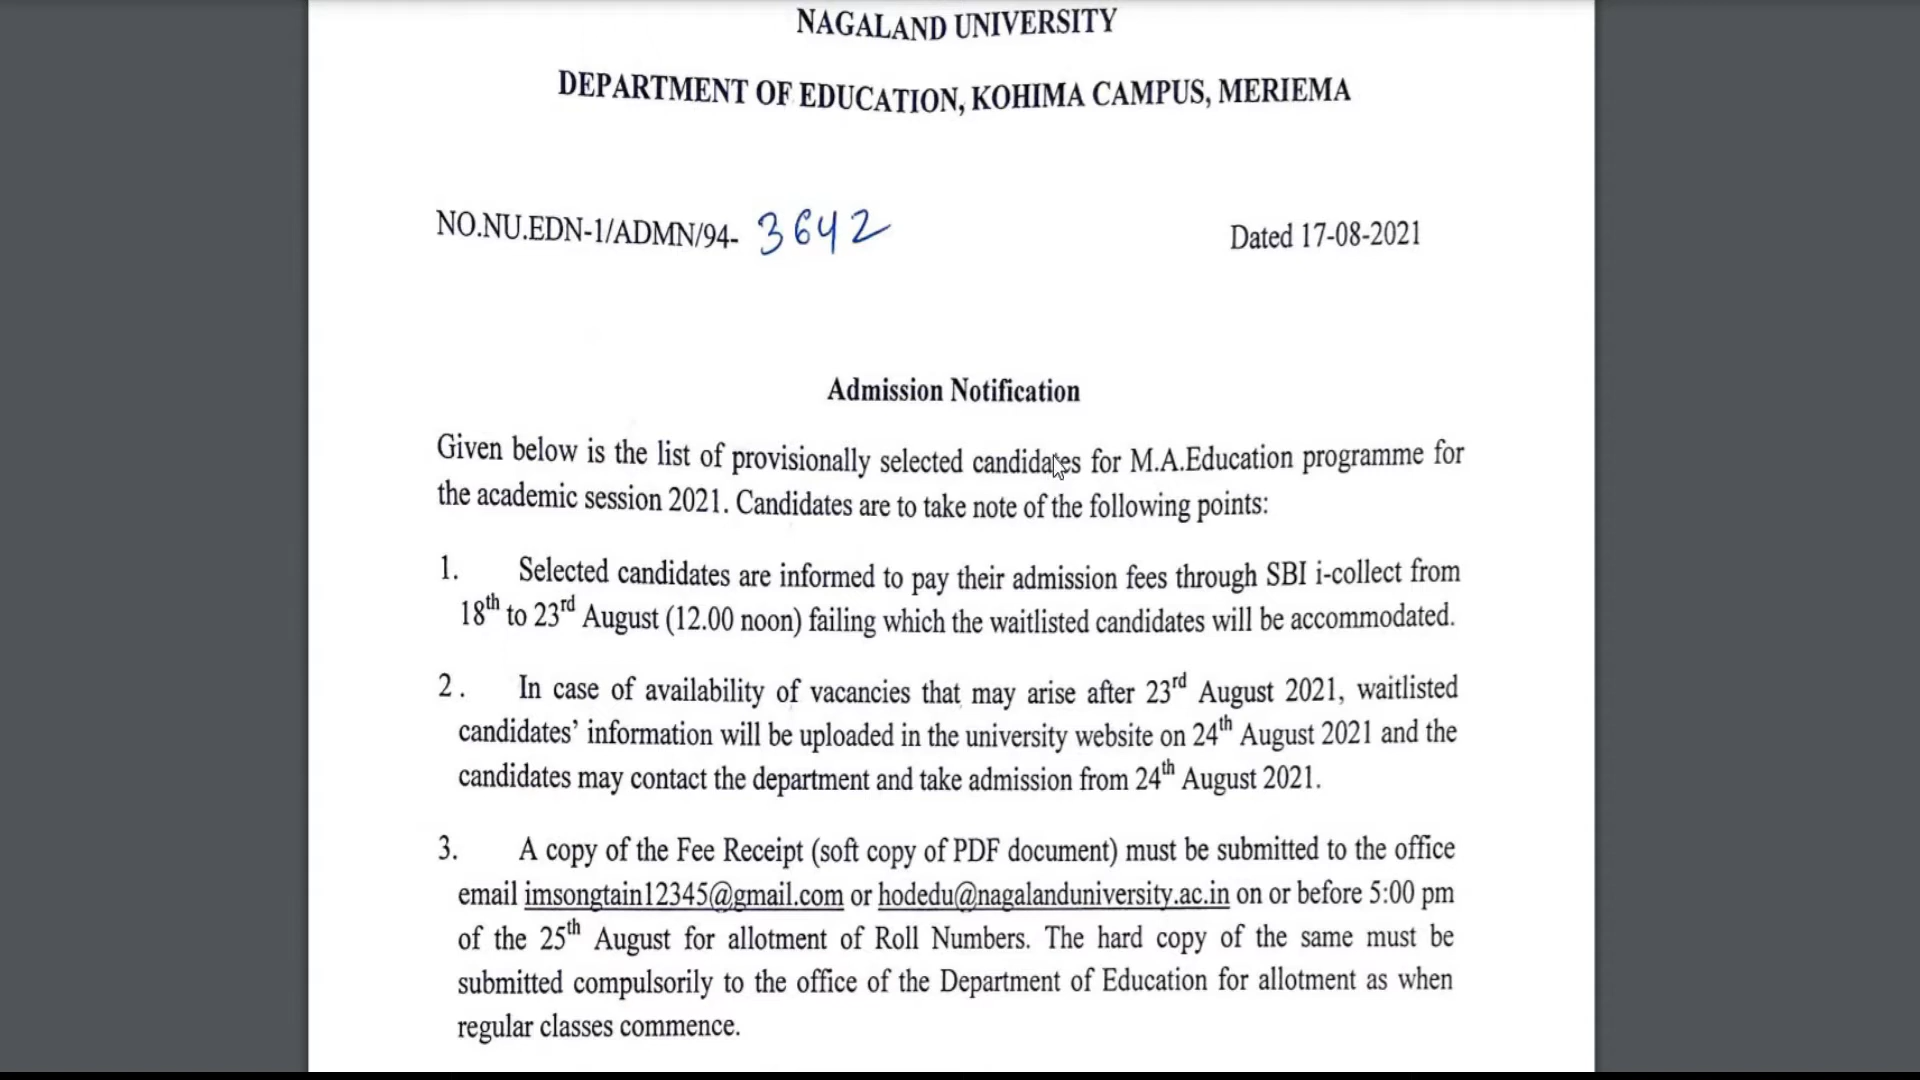 NAGALAND UNIVERSITY
DEPARTMENT OF EDUCATION, KOHIMA CAMPUS, MERIEMA
NO.NU.EDN-1/ADMN/94- 3642 Dated 17-08-2021
Admission Notification
Given below is the list of provisionally selected candidates for M.A.Education programme for
the academic session 2021. Candidates are to take note of the following points:
1. Selected candidates are informed to pay their admission fees through SBI i-collect from
18th to 23rd August (12.00 noon) failing which the waitlisted candidates will be accommodated.
2. In case of availability of vacancies that may arise after 23rd August 2021, waitlisted
candidates' information will be uploaded in the university website on 24th August 2021 and the
candidates may contact the department and take admission from 24th August 2021.
3. A copy of the Fee Receipt (soft copy of PDF document) must be submitted to the office
email imsongtain12345@gmail.com or hodedu@nagalanduniversity.ac.in on or before 5:00 pm
of the 25th August for allotment of Roll Numbers. The hard copy of the same must be
submitted compulsorily to the office of the Department of Education for allotment as when
regular classes commence.